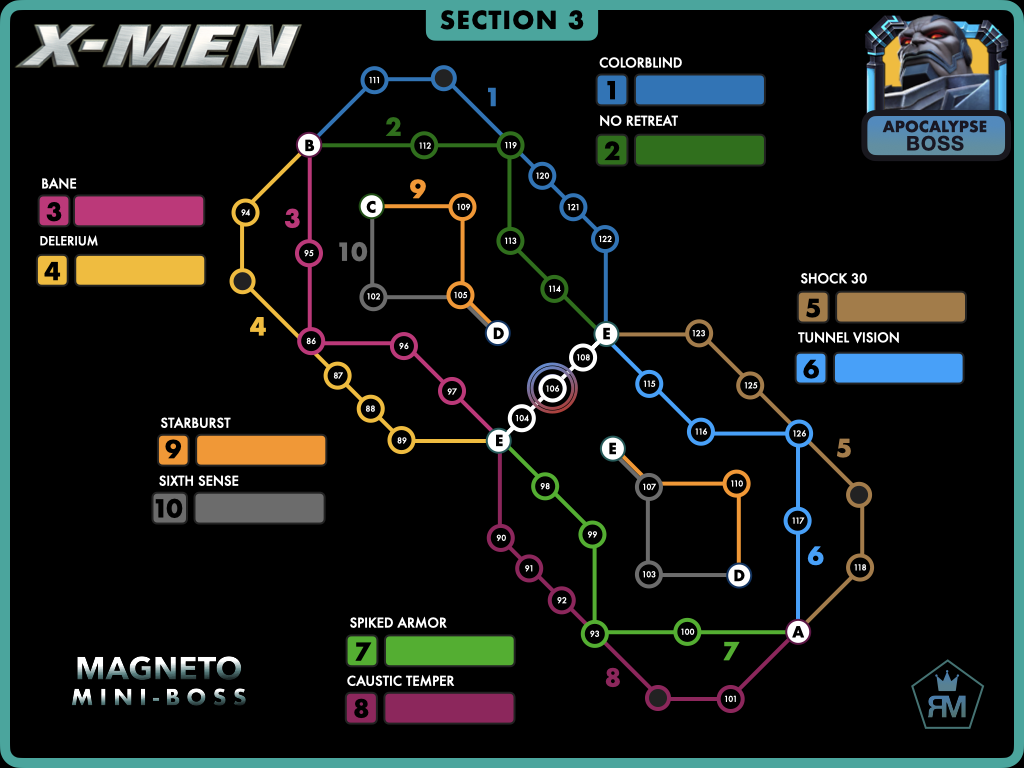 SECTION 3
X-MEN
APOCALYPSE
BOSS
COLORBLIND
1
NO RETREAT
2
BANE
3
DELERIUM
4
SHOCK 30
5
TUNNEL VISION
6
STARBURST
9
SIXTH SENSE
10
SPIKED ARMOR
7
CAUSTIC TEMPER
8
MAGNETO
MINI-BOSS
RM
111
1
2
B
112
119
120
121
122
94
3
95
4
86
87
88
89
96
97
C
9
109
10
102
105
D
113
114
E
108
106
104
E
123
125
115
116
126
5
118
117
6
A
E
107
110
103
D
98
99
90
91
92
93
100
7
8
101